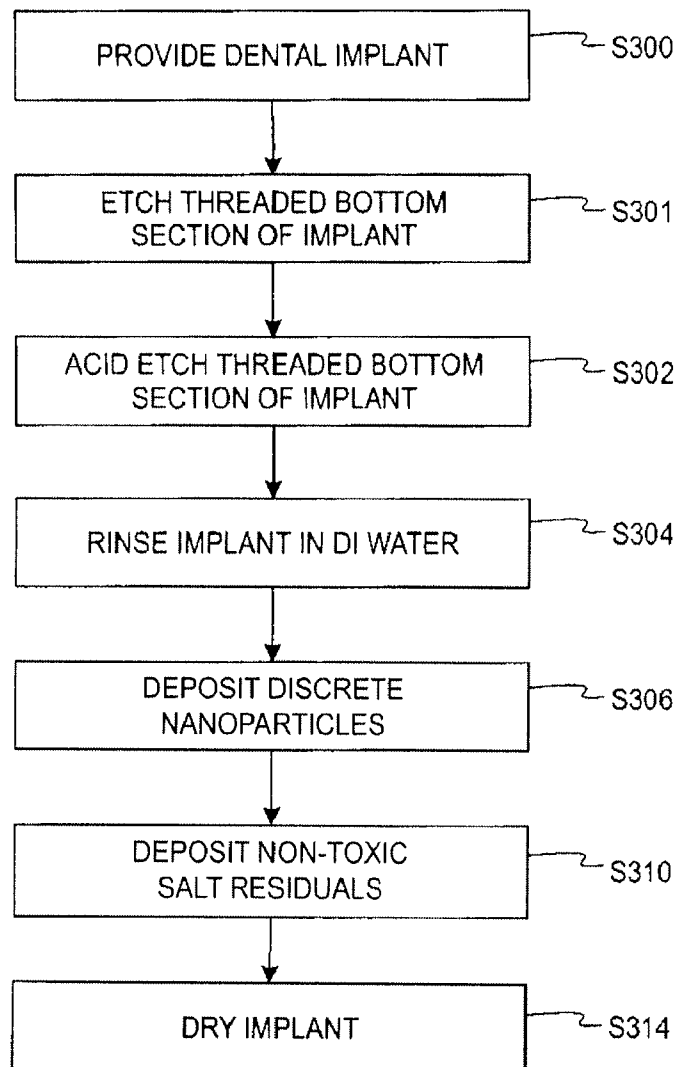 PROVIDE DENTAL IMPLANT
S300
ETCH THREADED BOTTOM
SECTION OF IMPLANT
S301
ACID ETCH THREADED BOTTOM
SECTION OF IMPLANT
S302
RINSE IMPLANT IN DI WATER
S304
DEPOSIT DISCRETE
NANOPARTICLES
S306
DEPOSIT NON-TOXIC
SALT RESIDUALS
S310
DRY IMPLANT
S314